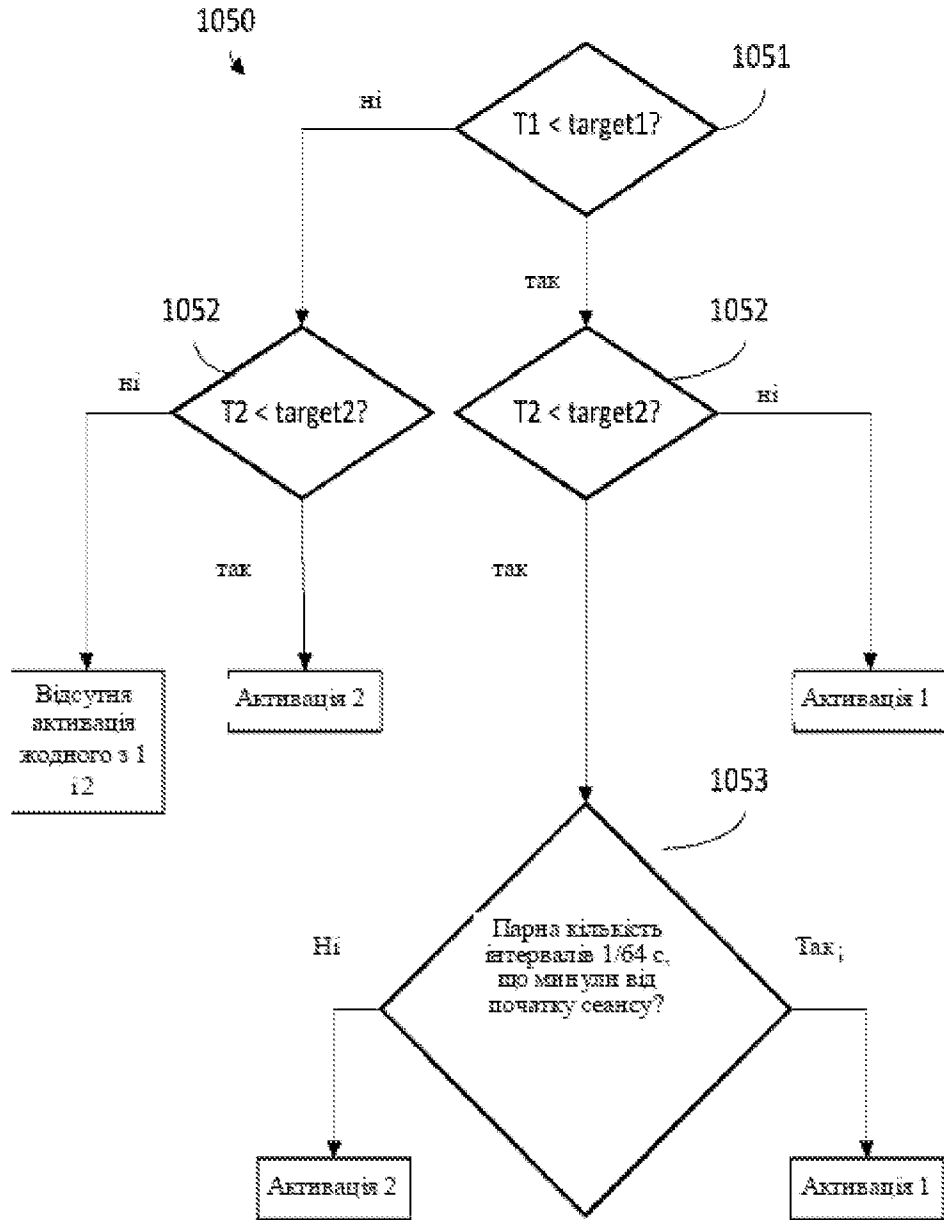 1050
1051
ні
T1 < target1?
так
1052
1052
ні
T2 < target2?
T2 < target2?
ні
так
так
Відсутня
активація
жодного з 1
і 2
Активація 2
Активація 1
1053
Ні
Парна кількість
інтервалів 1/64 с,
що минули від
початку сеансу?
Так
Активація 2
Активація 1